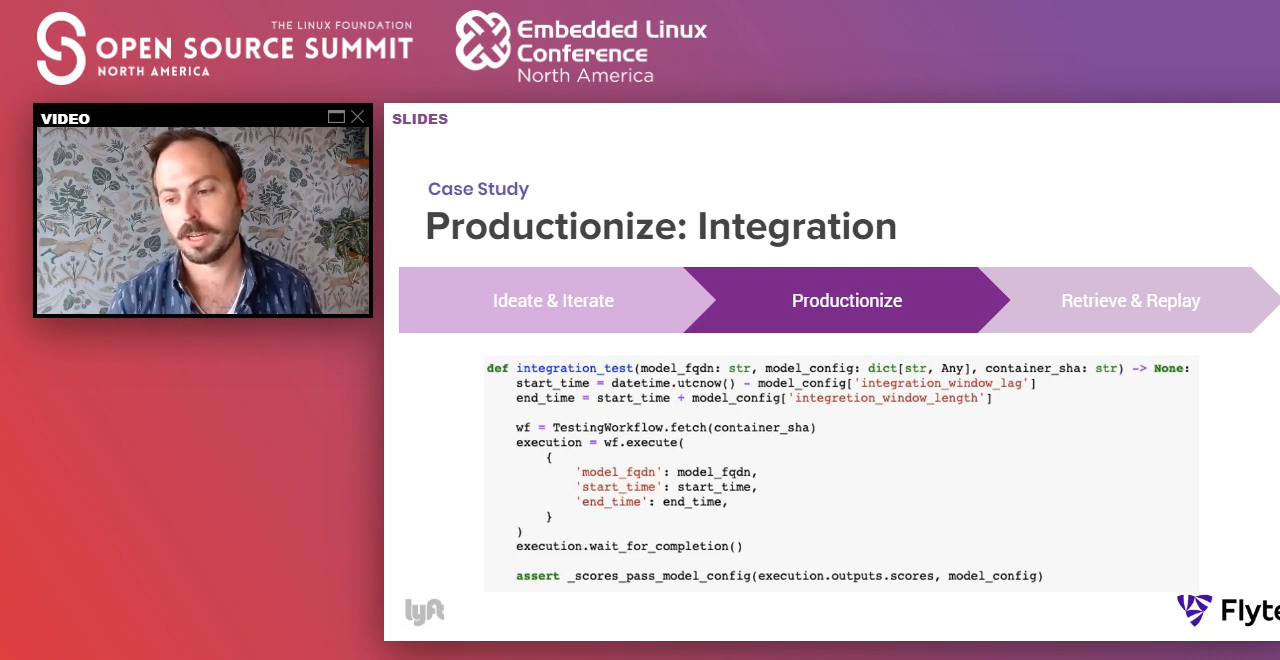 THE LINUX FOUNDATION
OPEN SOURCE SUMMIT
NORTH AMERICA
Embedded Linux
Conference
North America
VIDEO
SLIDES
Case Study
Productionize: Integration
Ideate & Iterate
Productionize
Retrieve & Replay
def integration_test(model_fqdn: str, model_config: dict[str, Any], container_sha: str) -> None:
    start_time = datetime.utcnow() - model_config['integration_window_lag']
    end_time = start_time + model_config['integretion_window_length']
    wf = TestingWorkflow.fetch(container_sha)
    execution = wf.execute(
        {
            'model_fqdn': model_fqdn,
            'start_time': start_time,
            'end_time': end_time,
        }
    )
    execution.wait_for_completion()
    assert _scores_pass_model_config(execution.outputs.scores, model_config)
lyft
Flyte